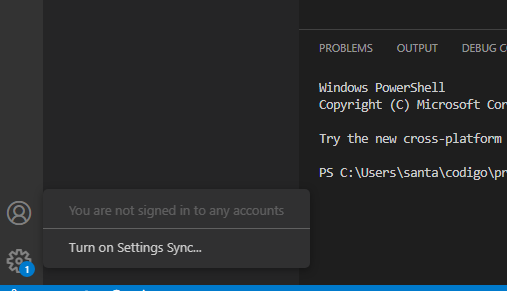 PROBLEMS OUTPUT DEBUG CO
Windows PowerShell
Copyright (C) Microsoft Cor
Try the new cross-platform
PS C:\Users\santa\codigo\pr
You are not signed in to any accounts
Turn on Settings Sync...
1